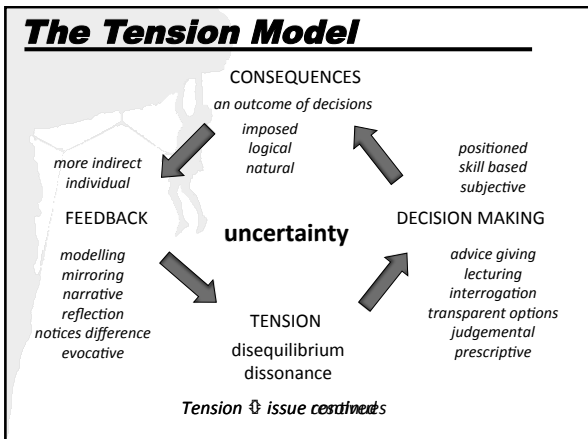 The Tension Model
CONSEQUENCES
an outcome of decisions
imposed
logical
natural
more indirect
individual
FEEDBACK
modelling
mirroring
narrative
reflection
notices difference
evocative
uncertainty
positioned
skill based
subjective
DECISION MAKING
advice giving
lecturing
interrogation
transparent options
judgemental
prescriptive
TENSION
disequilibrium
dissonance
Tension issue